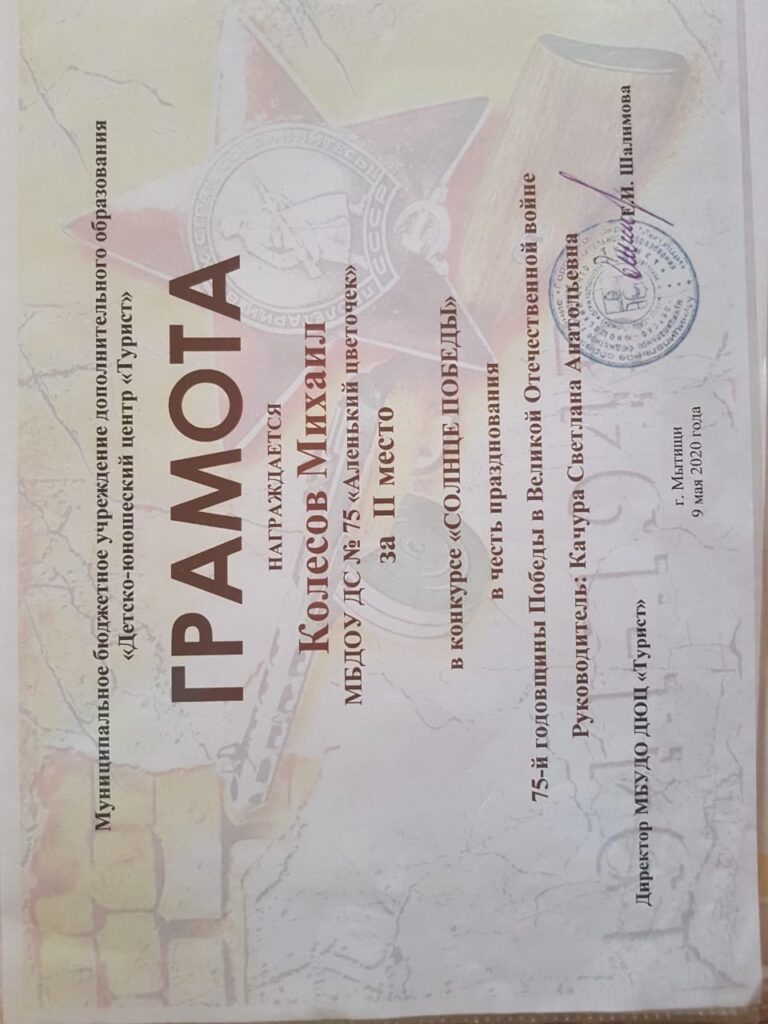 Муниципальное бюджетное учреждение дополнительного образования
«Детско-юношеский центр «Турист»
ГРАМОТА
НАГРАЖДАЕТСЯ
Колесов Михаил
МБДОУ ДС № 75 «Аленький цветочек»
за II место
в конкурсе «СОЛНЦЕ ПОБЕДЫ»
в честь празднования
75-й годовщины Победы в Великой Отечественной войне
Руководитель: Качура Светлана Анатольевна
Директор МБУДО ДЮЦ «Турист» Е.И. Шалимова
г. Мытищи
9 мая 2020 года
СССР